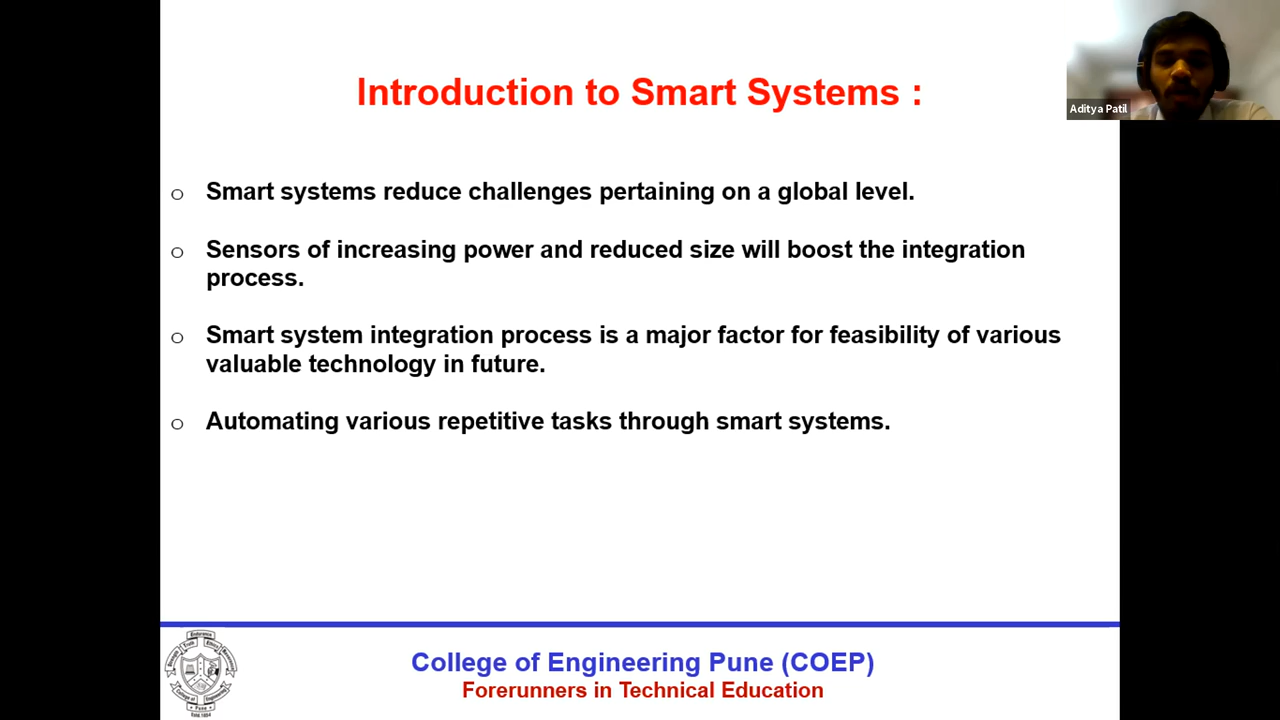 Introduction to Smart Systems :
Aditya Patil
o Smart systems reduce challenges pertaining on a global level.
o Sensors of increasing power and reduced size will boost the integration
process.
o Smart system integration process is a major factor for feasibility of various
valuable technology in future.
o Automating various repetitive tasks through smart systems.
College of Engineering Pune (COEP)
Forerunners in Technical Education